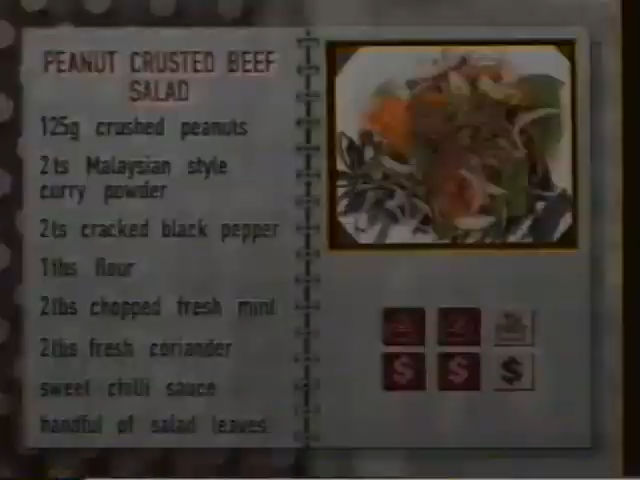 PEANUT CRUSTED BEEF
SALAD
125g crushed peanuts
2ts Malaysian style
curry powder
2ts cracked black pepper
1tbs flour
2tbs chopped fresh mint
2tbs fresh coriander
sweet chilli sauce
handful of salad leaves
$ $ $